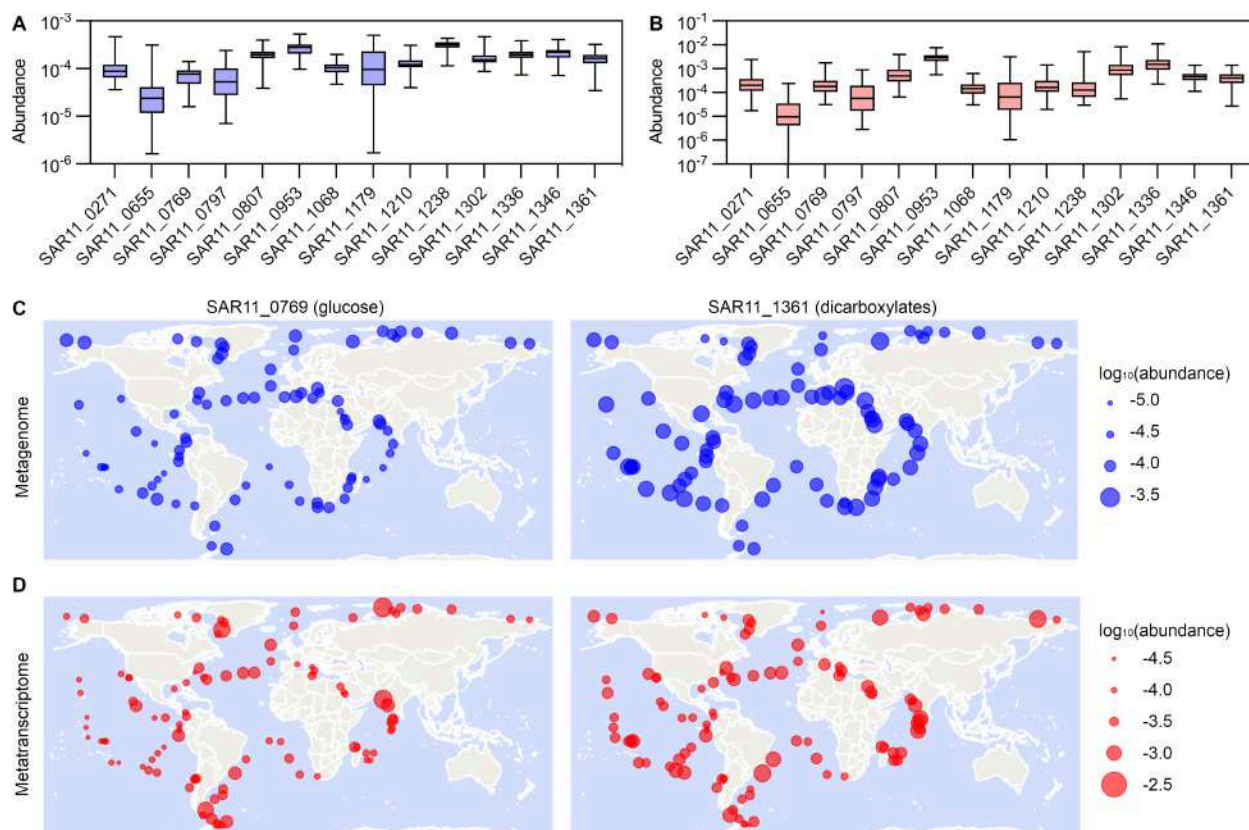 A
B
Abundance
10⁻³
10⁻⁴
10⁻⁵
10⁻⁶
SAR11_0271
SAR11_0655
SAR11_0769
SAR11_0797
SAR11_0807
SAR11_0953
SAR11_1068
SAR11_1179
SAR11_1210
SAR11_1238
SAR11_1302
SAR11_1336
SAR11_1346
SAR11_1361
Abundance
10⁻¹
10⁻²
10⁻³
10⁻⁴
10⁻⁵
10⁻⁶
10⁻⁷
SAR11_0271
SAR11_0655
SAR11_0769
SAR11_0797
SAR11_0807
SAR11_0953
SAR11_1068
SAR11_1179
SAR11_1210
SAR11_1238
SAR11_1302
SAR11_1336
SAR11_1346
SAR11_1361
C
SAR11_0769 (glucose)
SAR11_1361 (dicarboxylates)
Metagenome
log₁₀(abundance)
-5.0
-4.5
-4.0
-3.5
D
Metatranscriptome
log₁₀(abundance)
-4.5
-4.0
-3.5
-3.0
-2.5